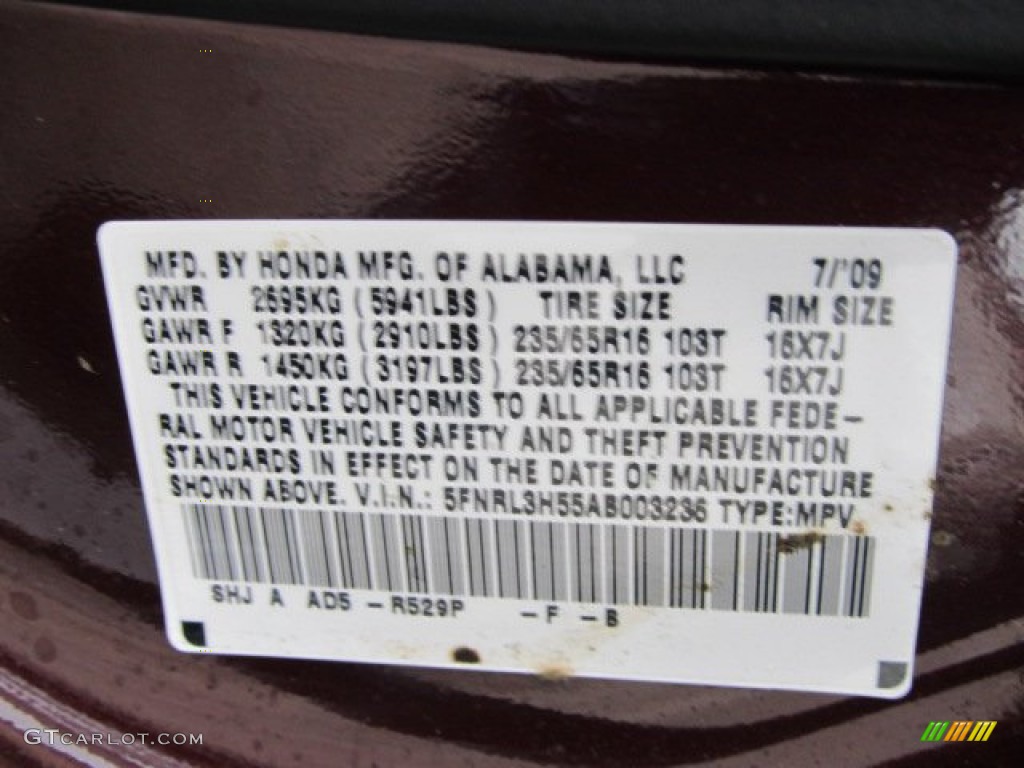 MFD. BY HONDA MFG. OF ALABAMA, LLC 7/'09
GVWR 2695KG (5941LBS) TIRE SIZE RIM SIZE
GAWR F 1320KG (2910LBS) 235/65R16 103T 16X7J
GAWR R 1450KG (3197LBS) 235/65R16 103T 16X7J
THIS VEHICLE CONFORMS TO ALL APPLICABLE FEDE-
RAL MOTOR VEHICLE SAFETY AND THEFT PREVENTION
STANDARDS IN EFFECT ON THE DATE OF MANUFACTURE
SHOWN ABOVE. V.I.N.: 5FNRL3H55AB003236 TYPE:MPV
SHJ A AD5 -R529P -F -B
GTCARLOT.COM